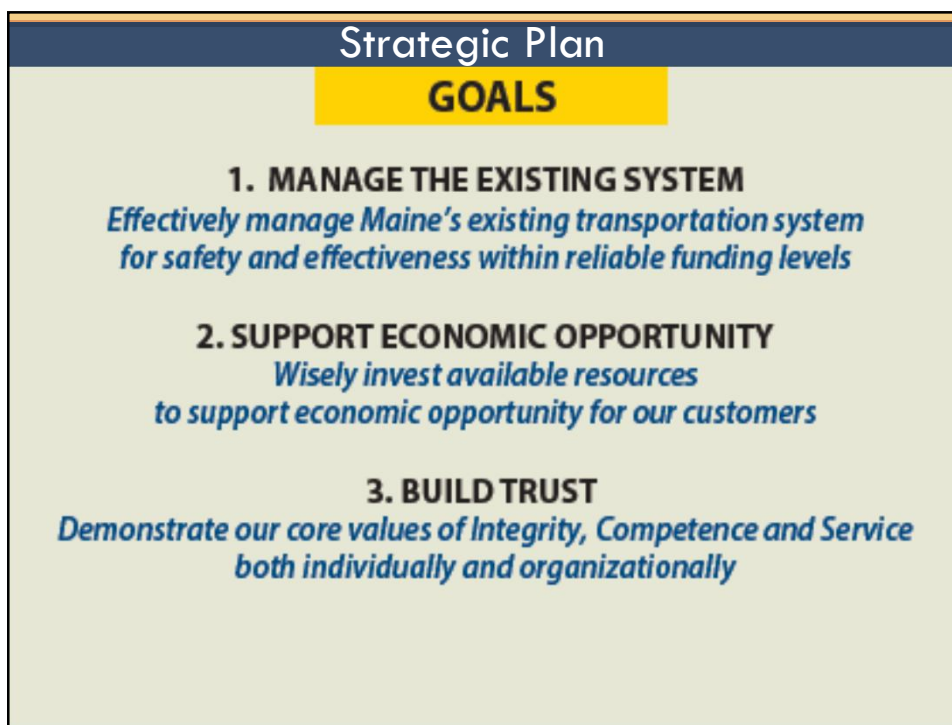 Strategic Plan
GOALS
1. MANAGE THE EXISTING SYSTEM
Effectively manage Maine's existing transportation system
for safety and effectiveness within reliable funding levels
2. SUPPORT ECONOMIC OPPORTUNITY
Wisely invest available resources
to support economic opportunity for our customers
3. BUILD TRUST
Demonstrate our core values of Integrity, Competence and Service
both individually and organizationally